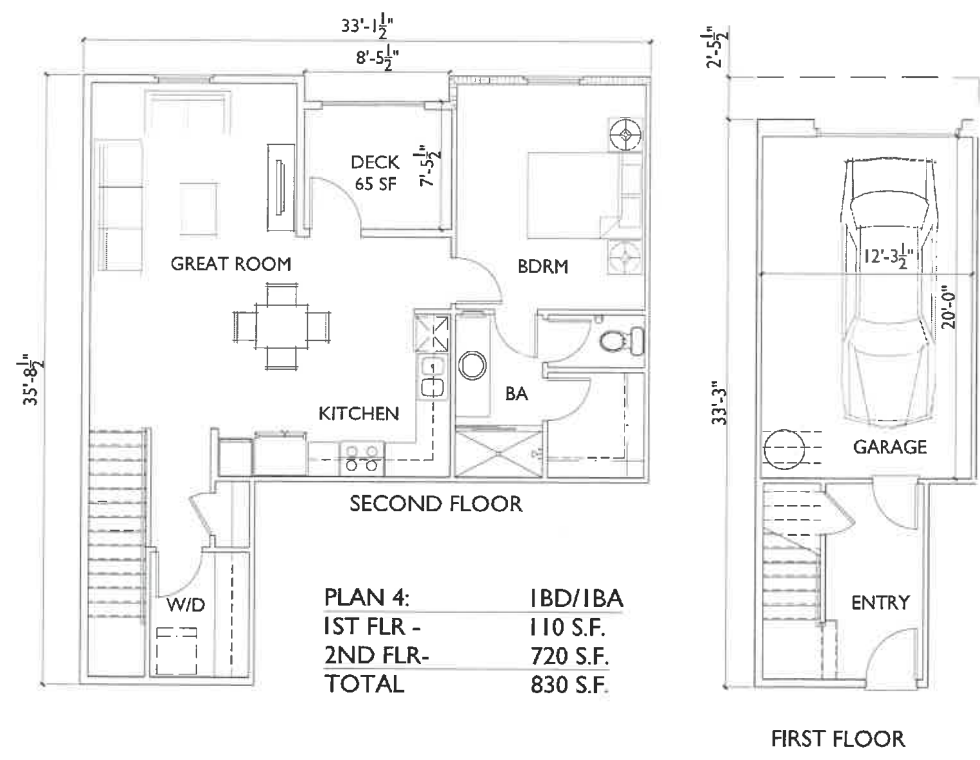 33'-1½"
8'-5½"
2'-5½"
DECK
65 SF
7'-5½"
GREAT ROOM
BDRM
12'-3½"
20'-0"
35'-8½"
33'-3"
KITCHEN
BA
GARAGE
SECOND FLOOR
W/D
ENTRY
PLAN 4: 1BD/1BA
1ST FLR - 110 S.F.
2ND FLR- 720 S.F.
TOTAL 830 S.F.
FIRST FLOOR